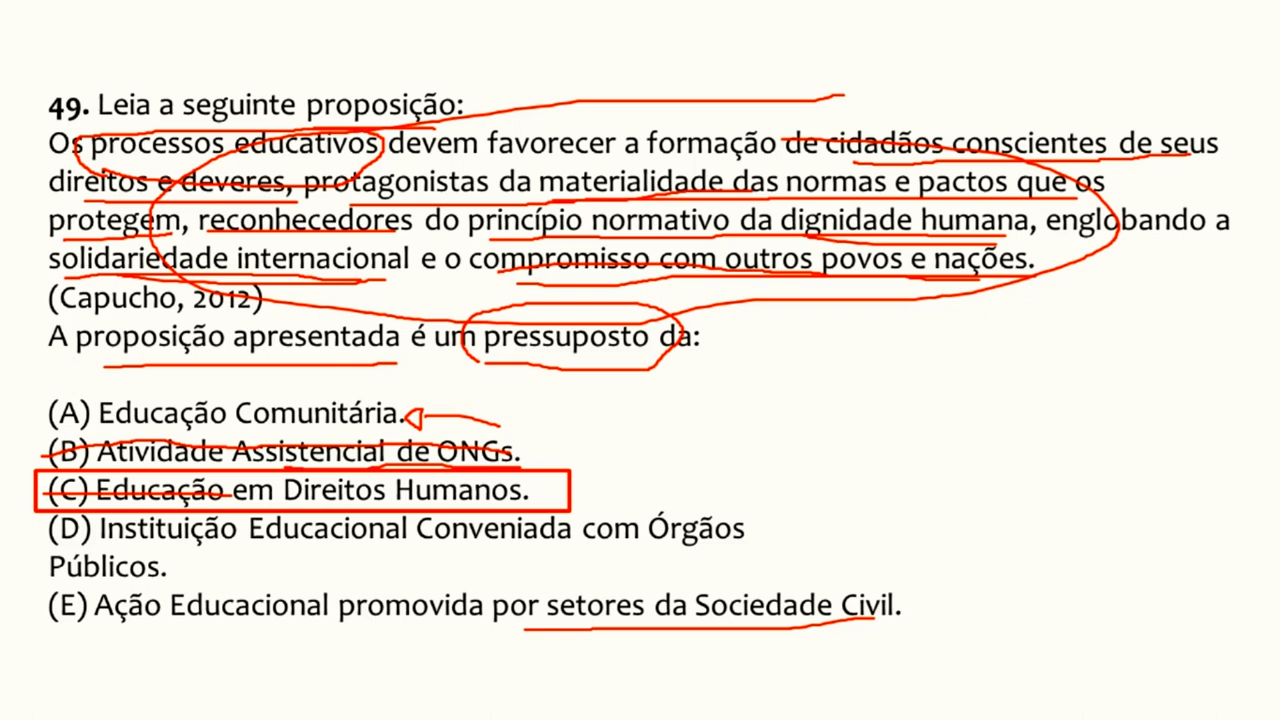 49. Leia a seguinte proposição:
Os processos educativos devem favorecer a formação de cidadãos conscientes de seus
direitos e deveres, protagonistas da materialidade das normas e pactos que os
protegem, reconhecedores do princípio normativo da dignidade humana, englobando a
solidariedade internacional e o compromisso com outros povos e nações.
(Capucho, 2012)
A proposição apresentada é um pressuposto da:
(A) Educação Comunitária.
(B) Atividade Assistencial de ONGs.
(C) Educação em Direitos Humanos.
(D) Instituição Educacional Conveniada com Órgãos
Públicos.
(E) Ação Educacional promovida por setores da Sociedade Civil.